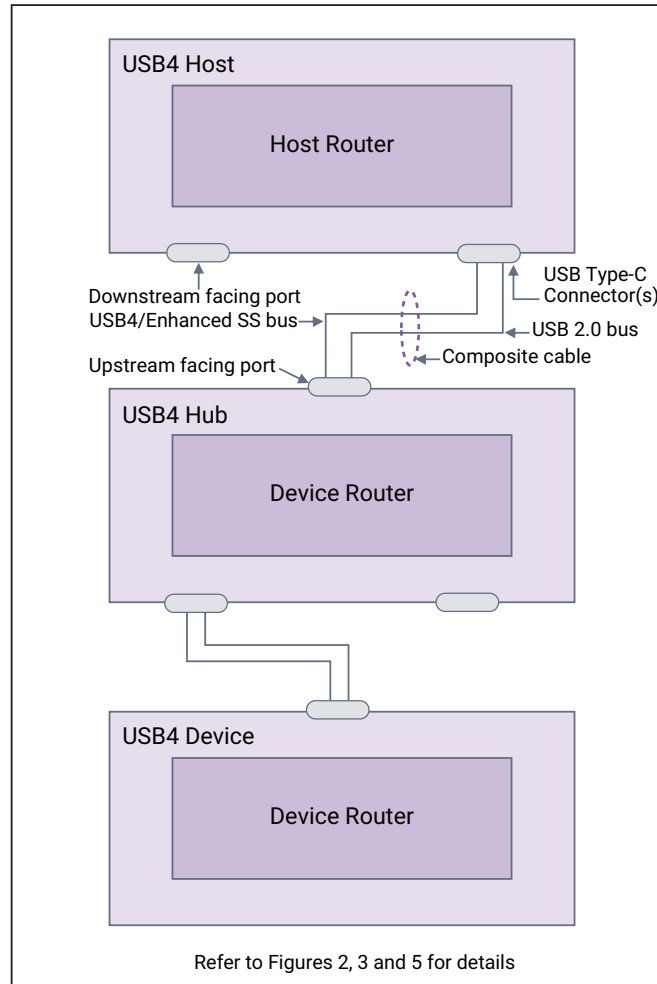 USB4 Host
Host Router
Downstream facing port
USB4/Enhanced SS bus
USB Type-C
Connector(s)
USB 2.0 bus
Composite cable
Upstream facing port
USB4 Hub
Device Router
USB4 Device
Device Router
Refer to Figures 2, 3 and 5 for details